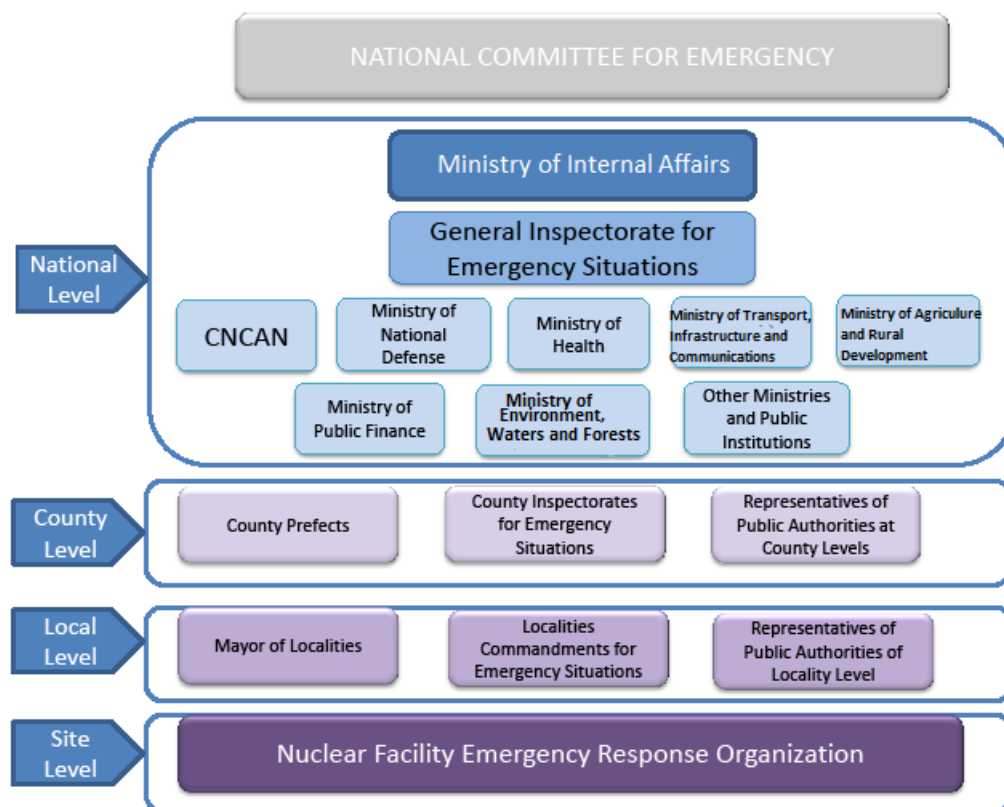 NATIONAL COMMITTEE FOR EMERGENCY
National
Level
Ministry of Internal Affairs
General Inspectorate for
Emergency Situations
CNCAN
Ministry of
National
Defense
Ministry of
Health
Ministry of Transport,
Infrastructure and
Communications
Ministry of Agriculure
and Rural
Development
Ministry of
Public Finance
Ministry of
Environment,
Waters and Forests
Other Ministries
and Public
Institutions
County
Level
County Prefects
County Inspectorates
for Emergency
Situations
Representatives of
Public Authorities at
County Levels
Local
Level
Mayor of Localities
Localities
Commandments for
Emergency Situations
Representatives of
Public Authorities of
Locality Level
Site
Level
Nuclear Facility Emergency Response Organization